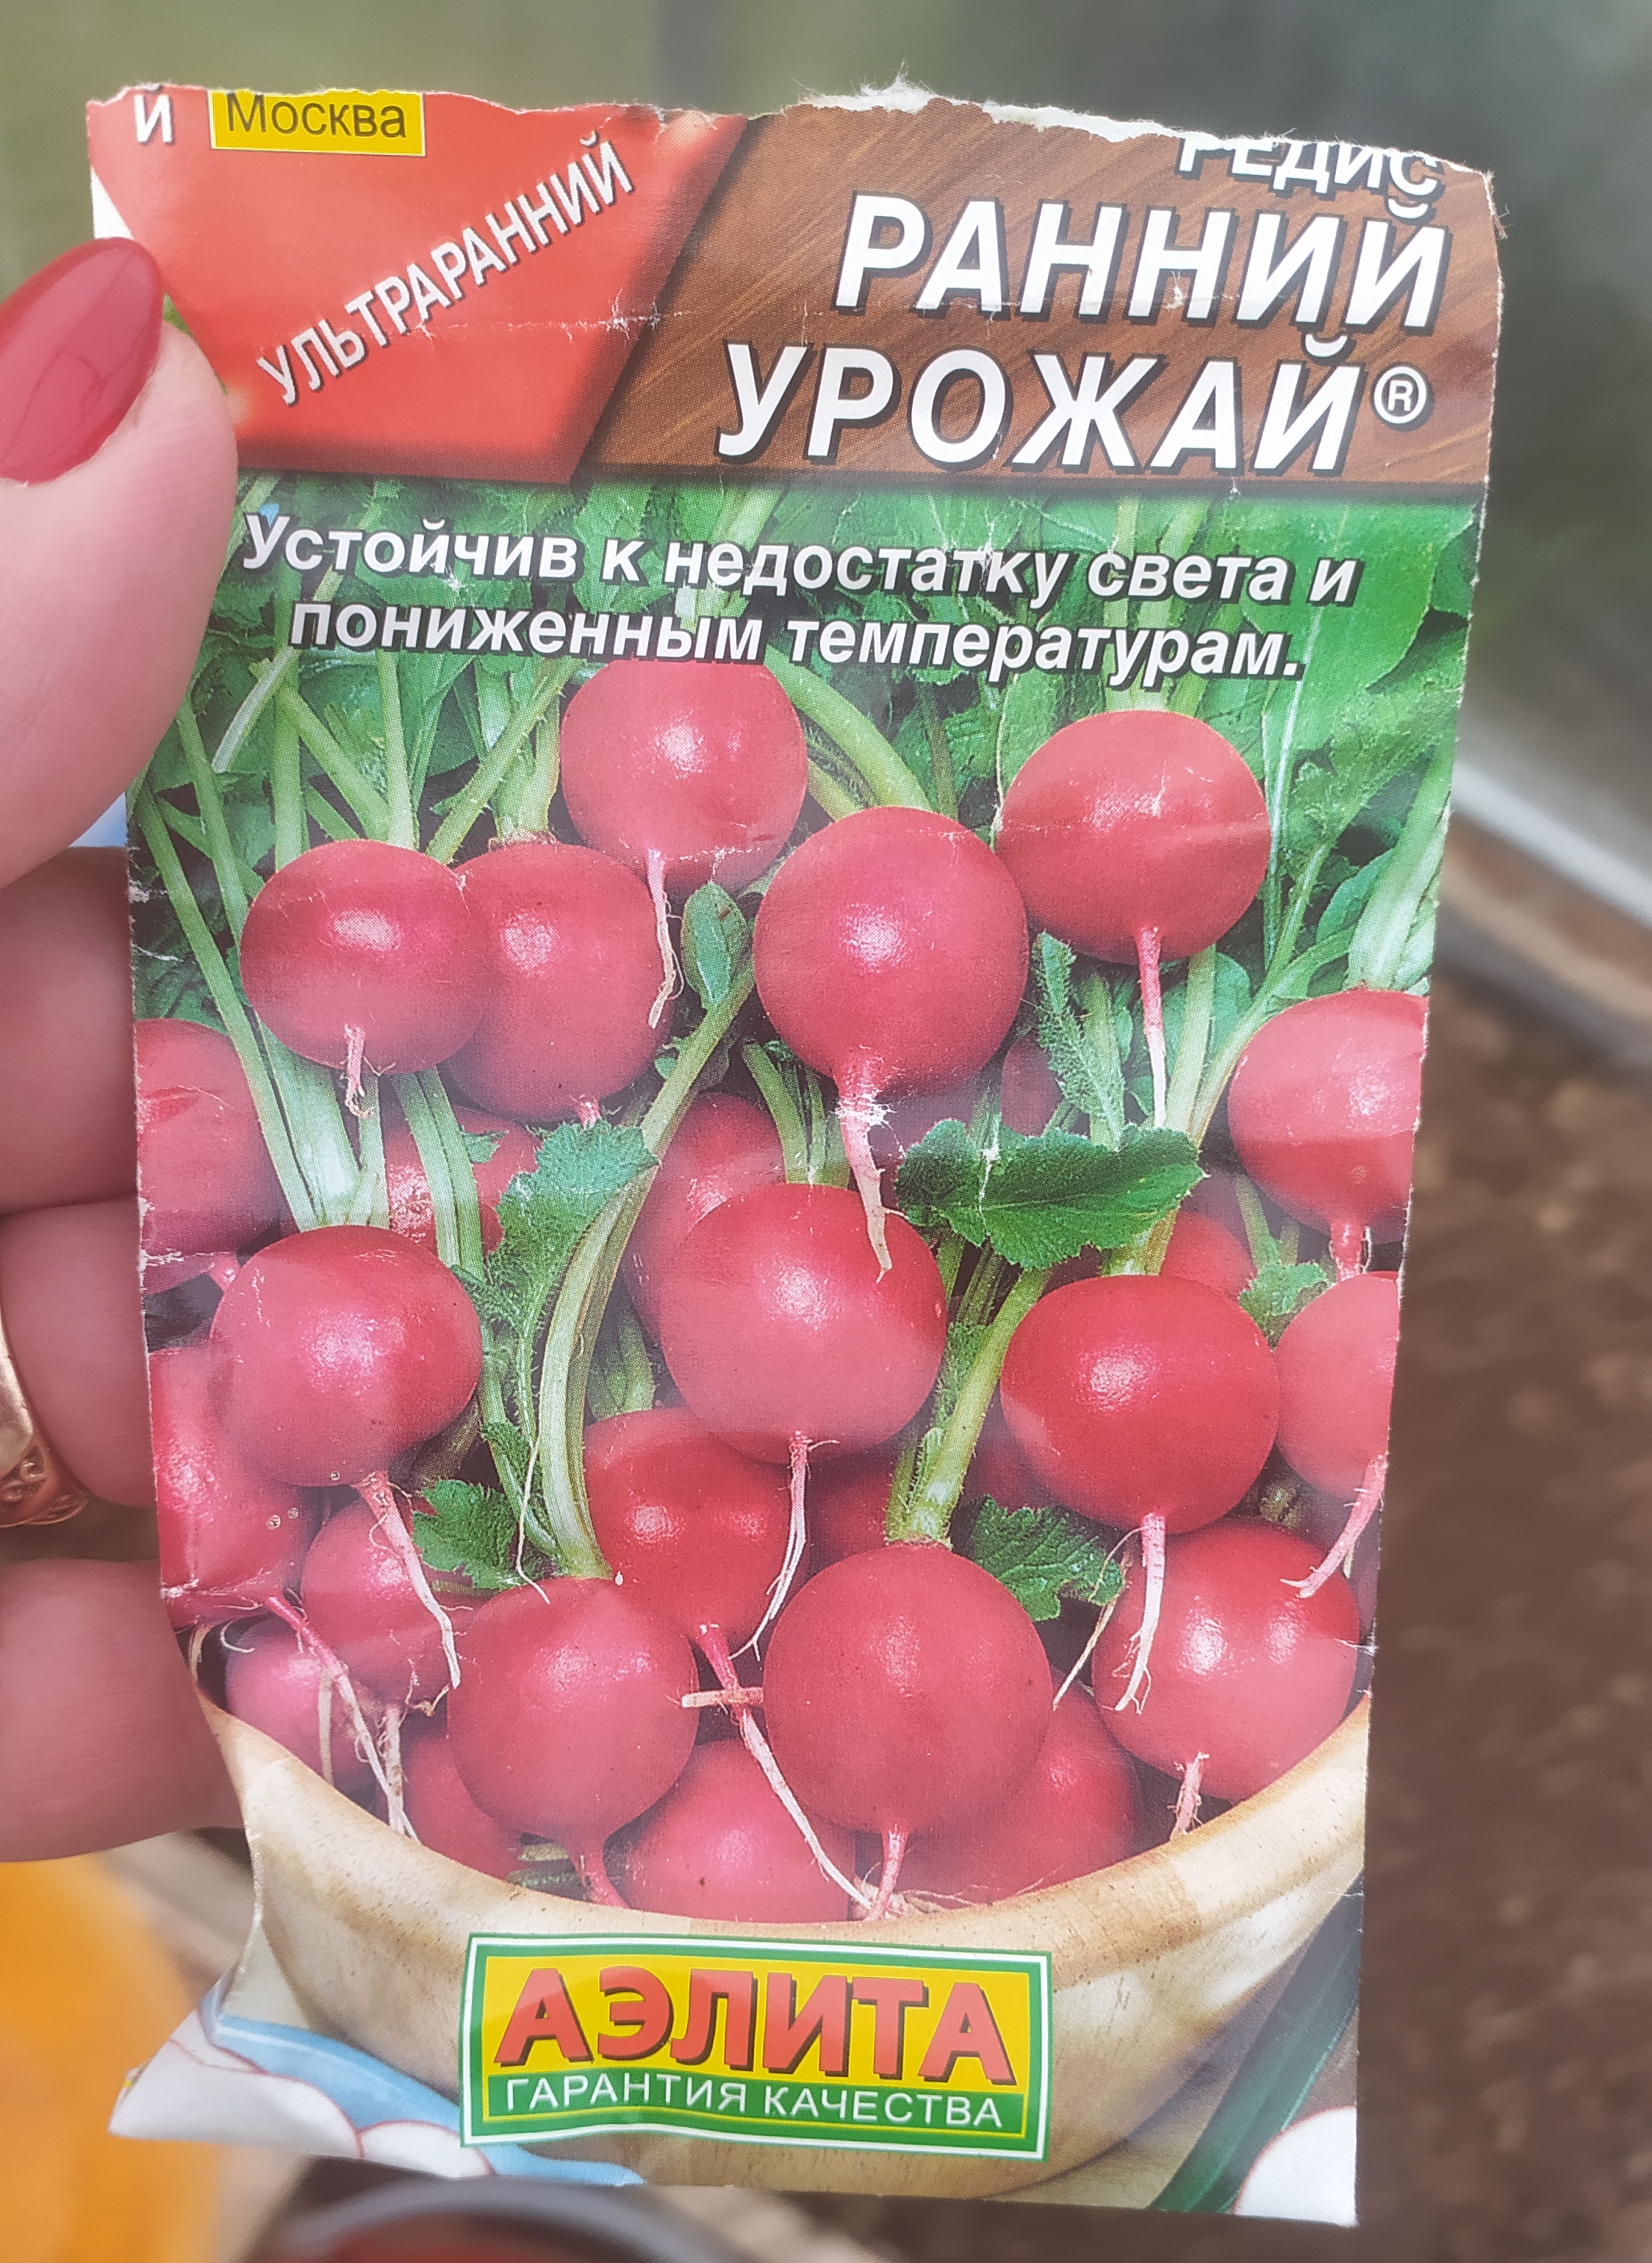 й Москва
УЛЬТРАРАННИЙ
РЕДИС
РАННИЙ
УРОЖАЙ®
Устойчив к недостатку света и
пониженным температурам.
АЭЛИТА
ГАРАНТИЯ КАЧЕСТВА